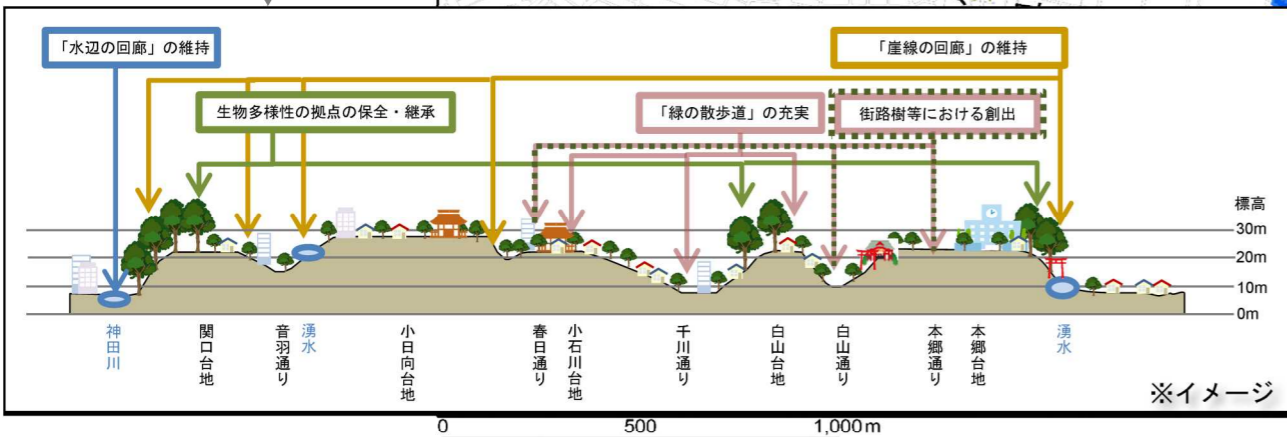 「水辺の回廊」の維持
「崖線の回廊」の維持
生物多様性の拠点の保全・継承
「緑の散歩道」の充実
街路樹等における創出
標高
30m
20m
10m
0m
神田川
関口台地
音羽通り
湧水
小日向台地
春日通り
小石川台地
千川通り
白山台地
白山通り
本郷通り
本郷台地
湧水
※イメージ
0 500 1,000m